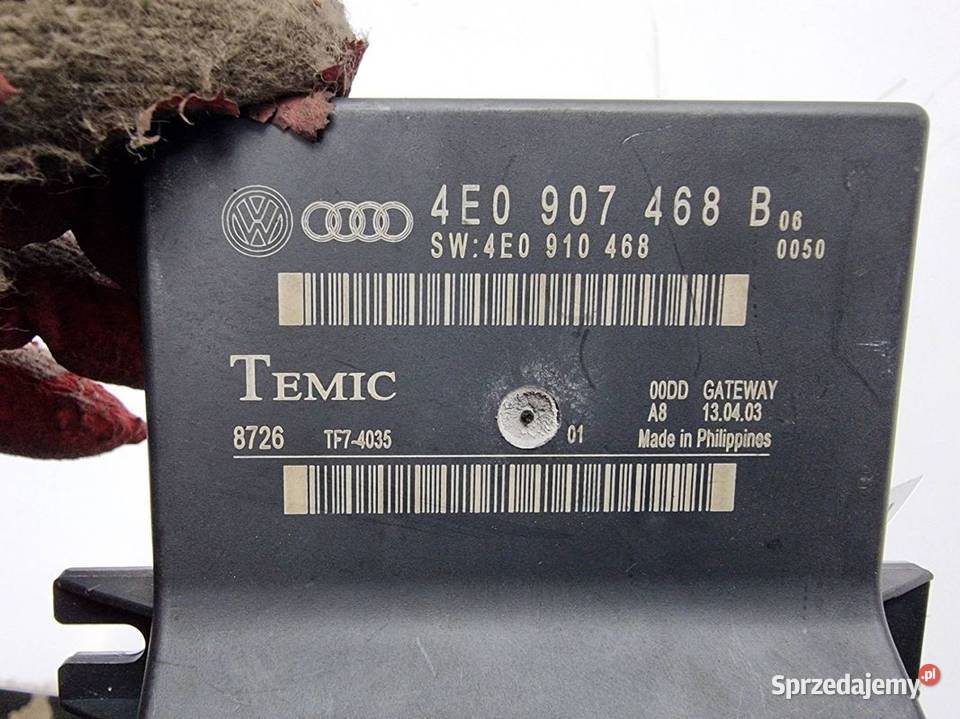 4E0 907 468 B 06
SW:4E0 910 468 0050
TEMIC
00DD GATEWAY
A8 13.04.03
8726 TF7-4035 01 Made in Philippines
Sprzedajemy.pl